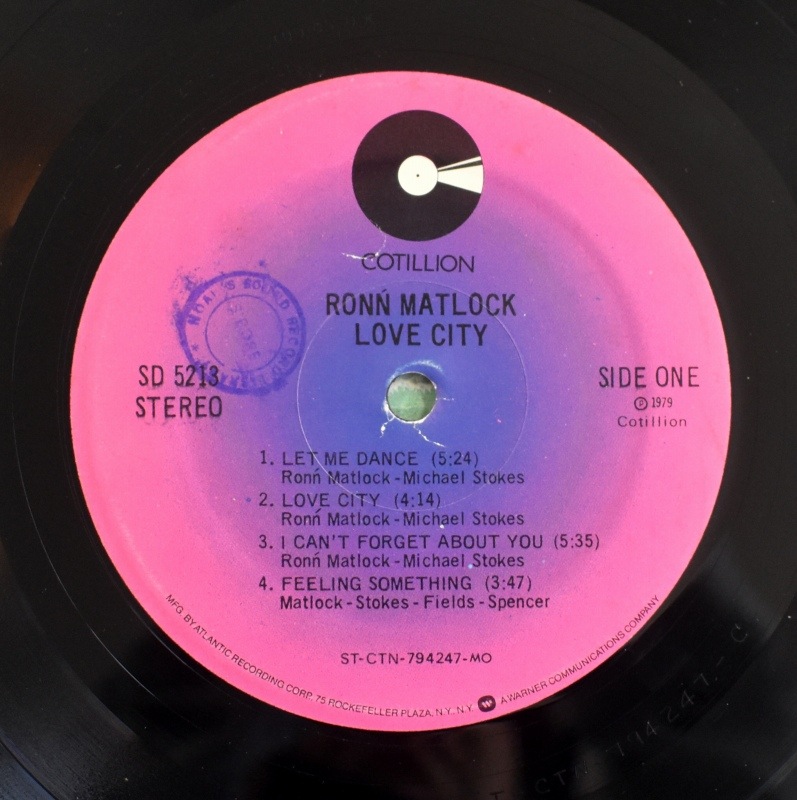 COTILLION
RONŃ MATLOCK
LOVE CITY
SD 5213
STEREO
SIDE ONE
Ⓟ 1979
Cotillion
1. LET ME DANCE (5:24)
Ronń Matlock - Michael Stokes
2. LOVE CITY (4:14)
Ronń Matlock - Michael Stokes
3. I CAN'T FORGET ABOUT YOU (5:35)
Ronń Matlock - Michael Stokes
4. FEELING SOMETHING (3:47)
Matlock - Stokes - Fields - Spencer
ST-CTN-794247-MO
MFG. BY ATLANTIC RECORDING CORP. 75 ROCKEFELLER PLAZA, N.Y. N.Y. A WARNER COMMUNICATIONS COMPANY
CTN 794247-C